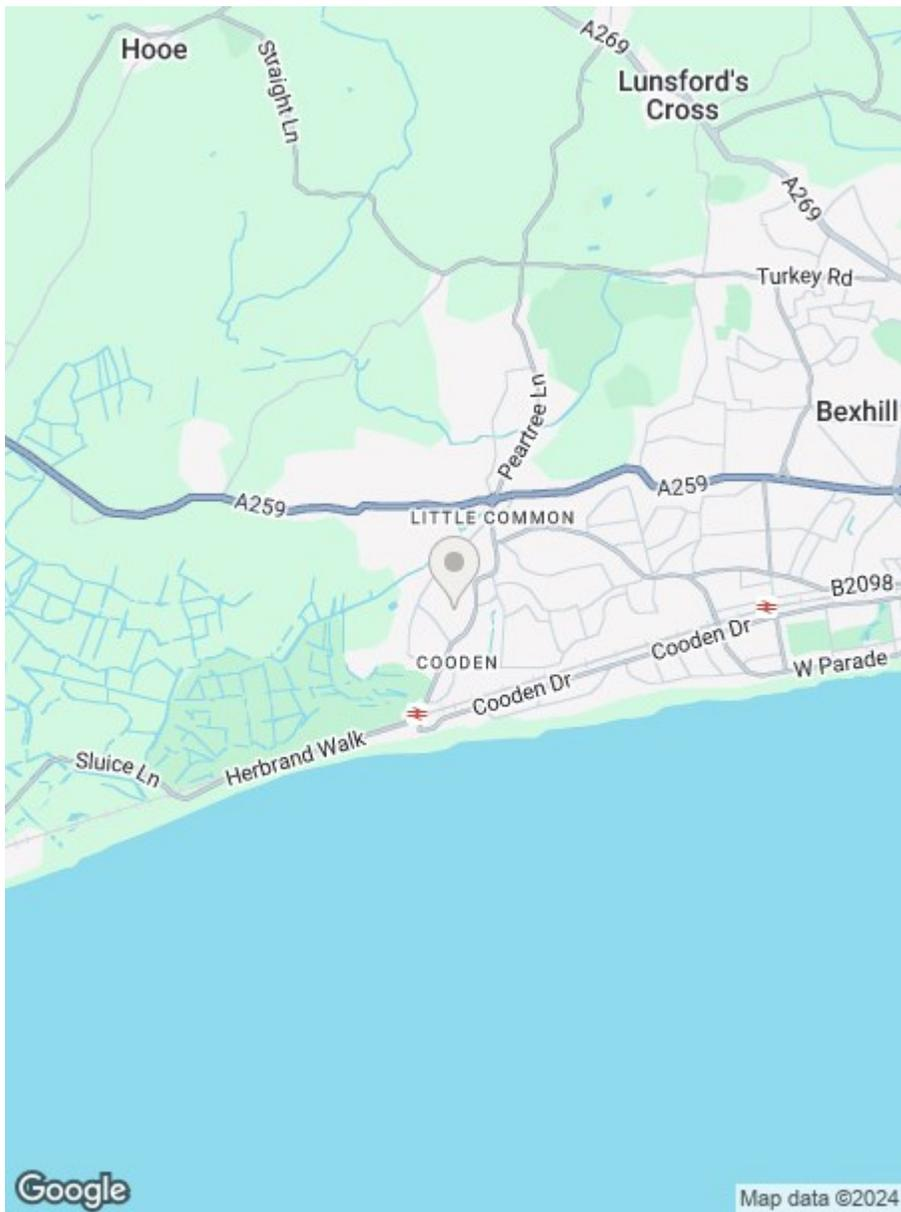 Hooe
Straight Ln
A269
Lunsford's
Cross
A269
Turkey Rd
Peartree Ln
Bexhill
A259
A259
LITTLE COMMON
B2098
Cooden Dr
COODEN
W Parade
Cooden Dr
Herbrand Walk
Sluice Ln
Google
Map data ©2024